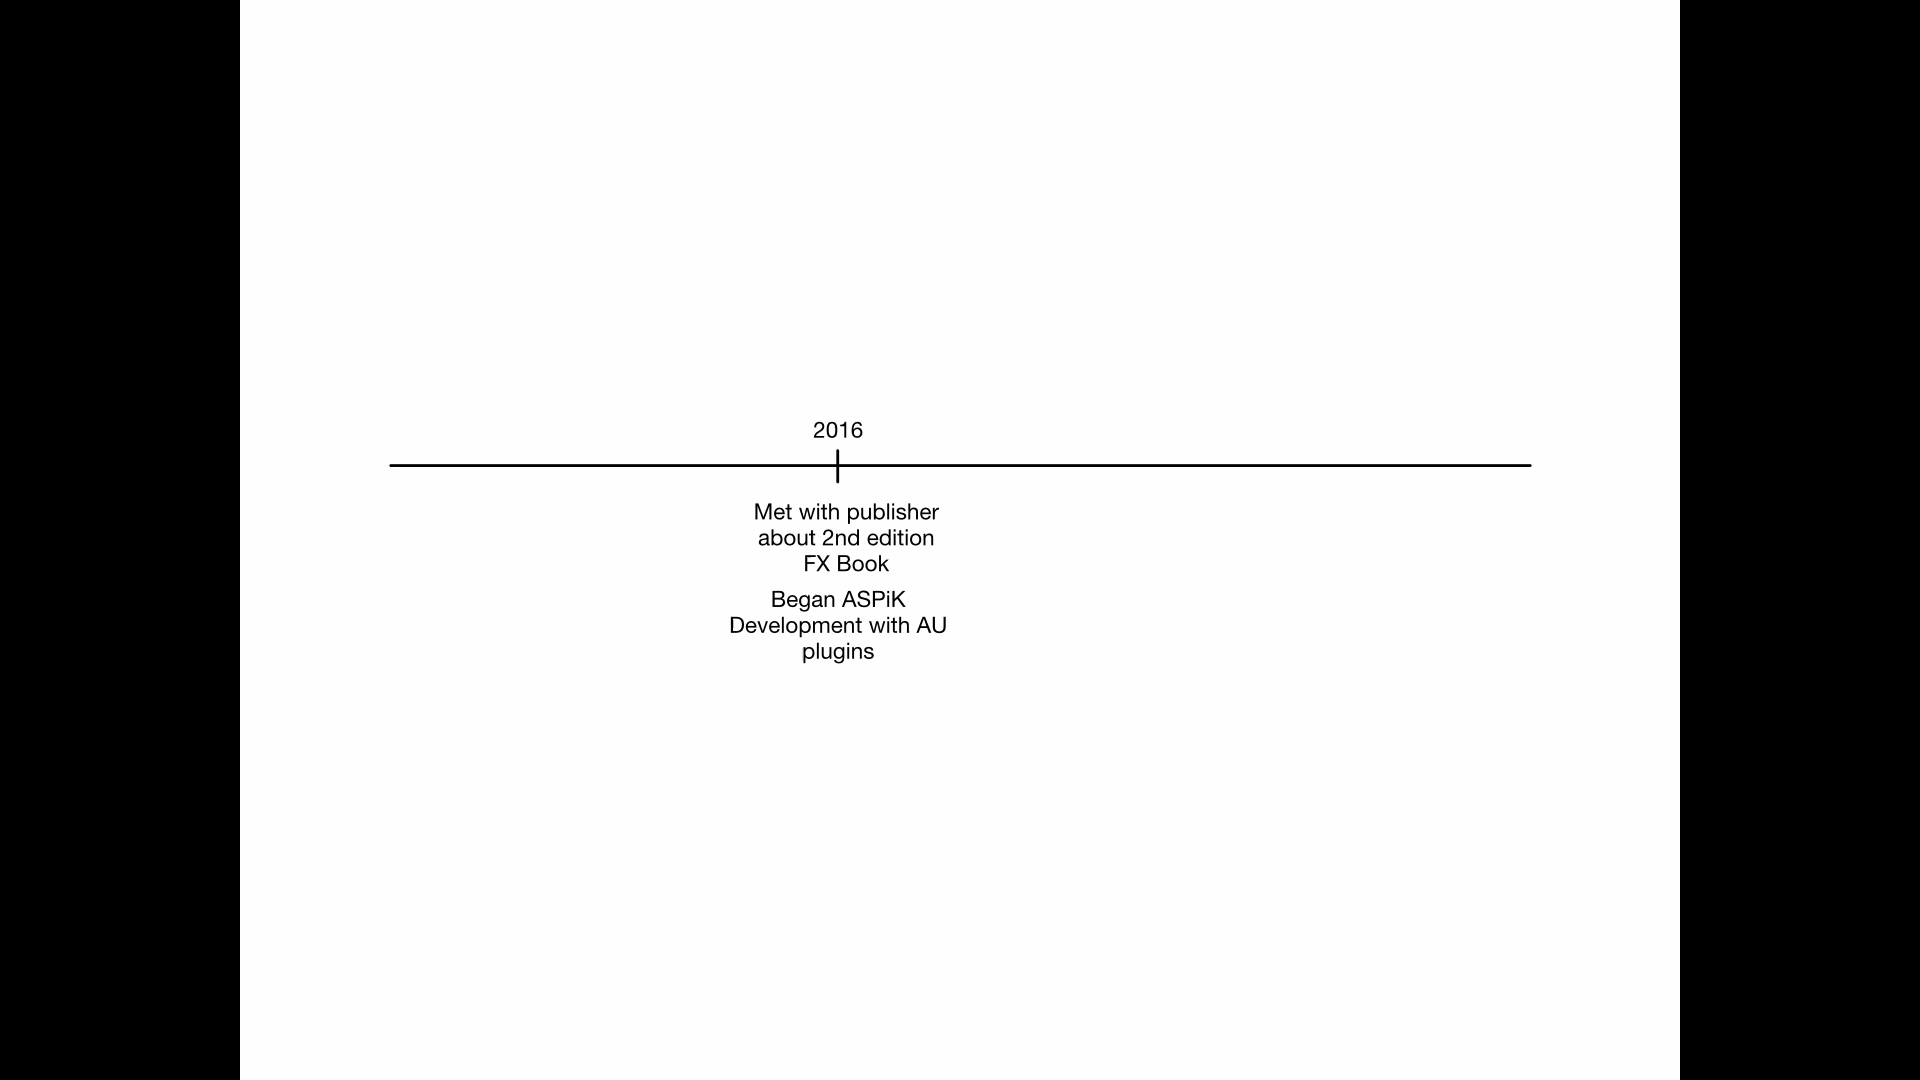 2016
Met with publisher
about 2nd edition
FX Book
Began ASPiK
Development with AU
plugins